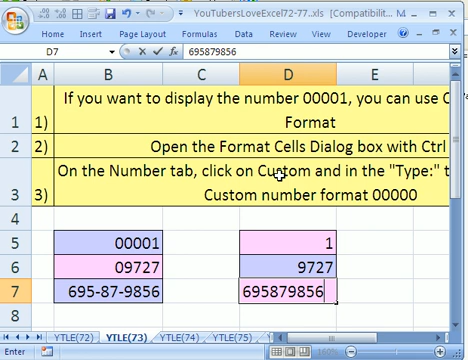 YouTubersLoveExcel72-77...xls [Compatibilit...
Home Insert Page Layout Formulas Data Review View Developer
D7 695879856
A B C D E
1 1) If you want to display the number 00001, you can use C
Format
2 2) Open the Format Cells Dialog box with Ctrl
3 3) On the Number tab, click on Custom and in the "Type:" t
Custom number format 00000
4
5 00001 1
6 09727 9727
7 695-87-9856 695879856
8
YTLE(72) YTLE(73) YTLE(74) YTLE(75)
Enter 180%